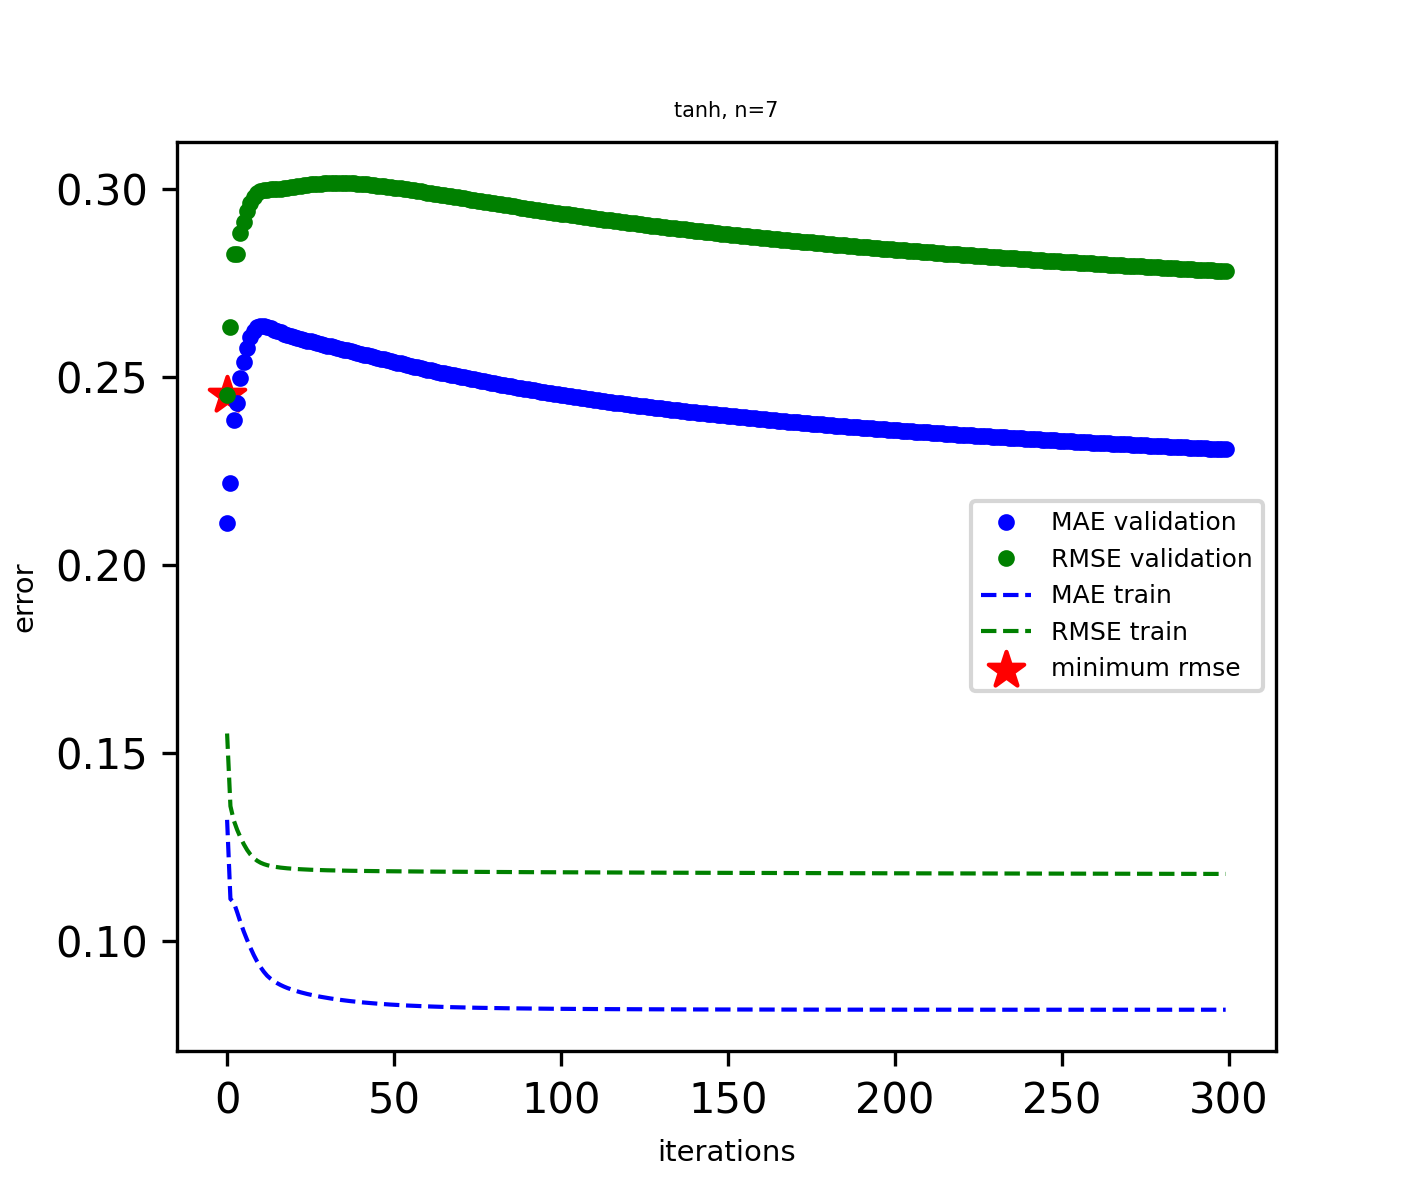 tanh, n=7
error
0.30
0.25
0.20
0.15
0.10
MAE validation
RMSE validation
MAE train
RMSE train
minimum rmse
0 50 100 150 200 250 300
iterations